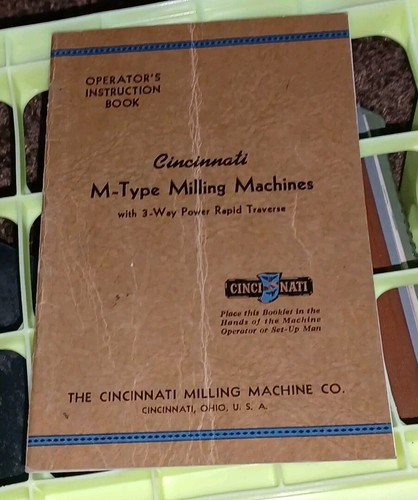 OPERATOR'S
INSTRUCTION
BOOK
Cincinnati
M-Type Milling Machines
with 3-Way Power Rapid Traverse
CINCINNATI
Place this Booklet in the
Hands of the Machine
Operator or Set-Up Man
THE CINCINNATI MILLING MACHINE CO.
CINCINNATI, OHIO, U. S. A.